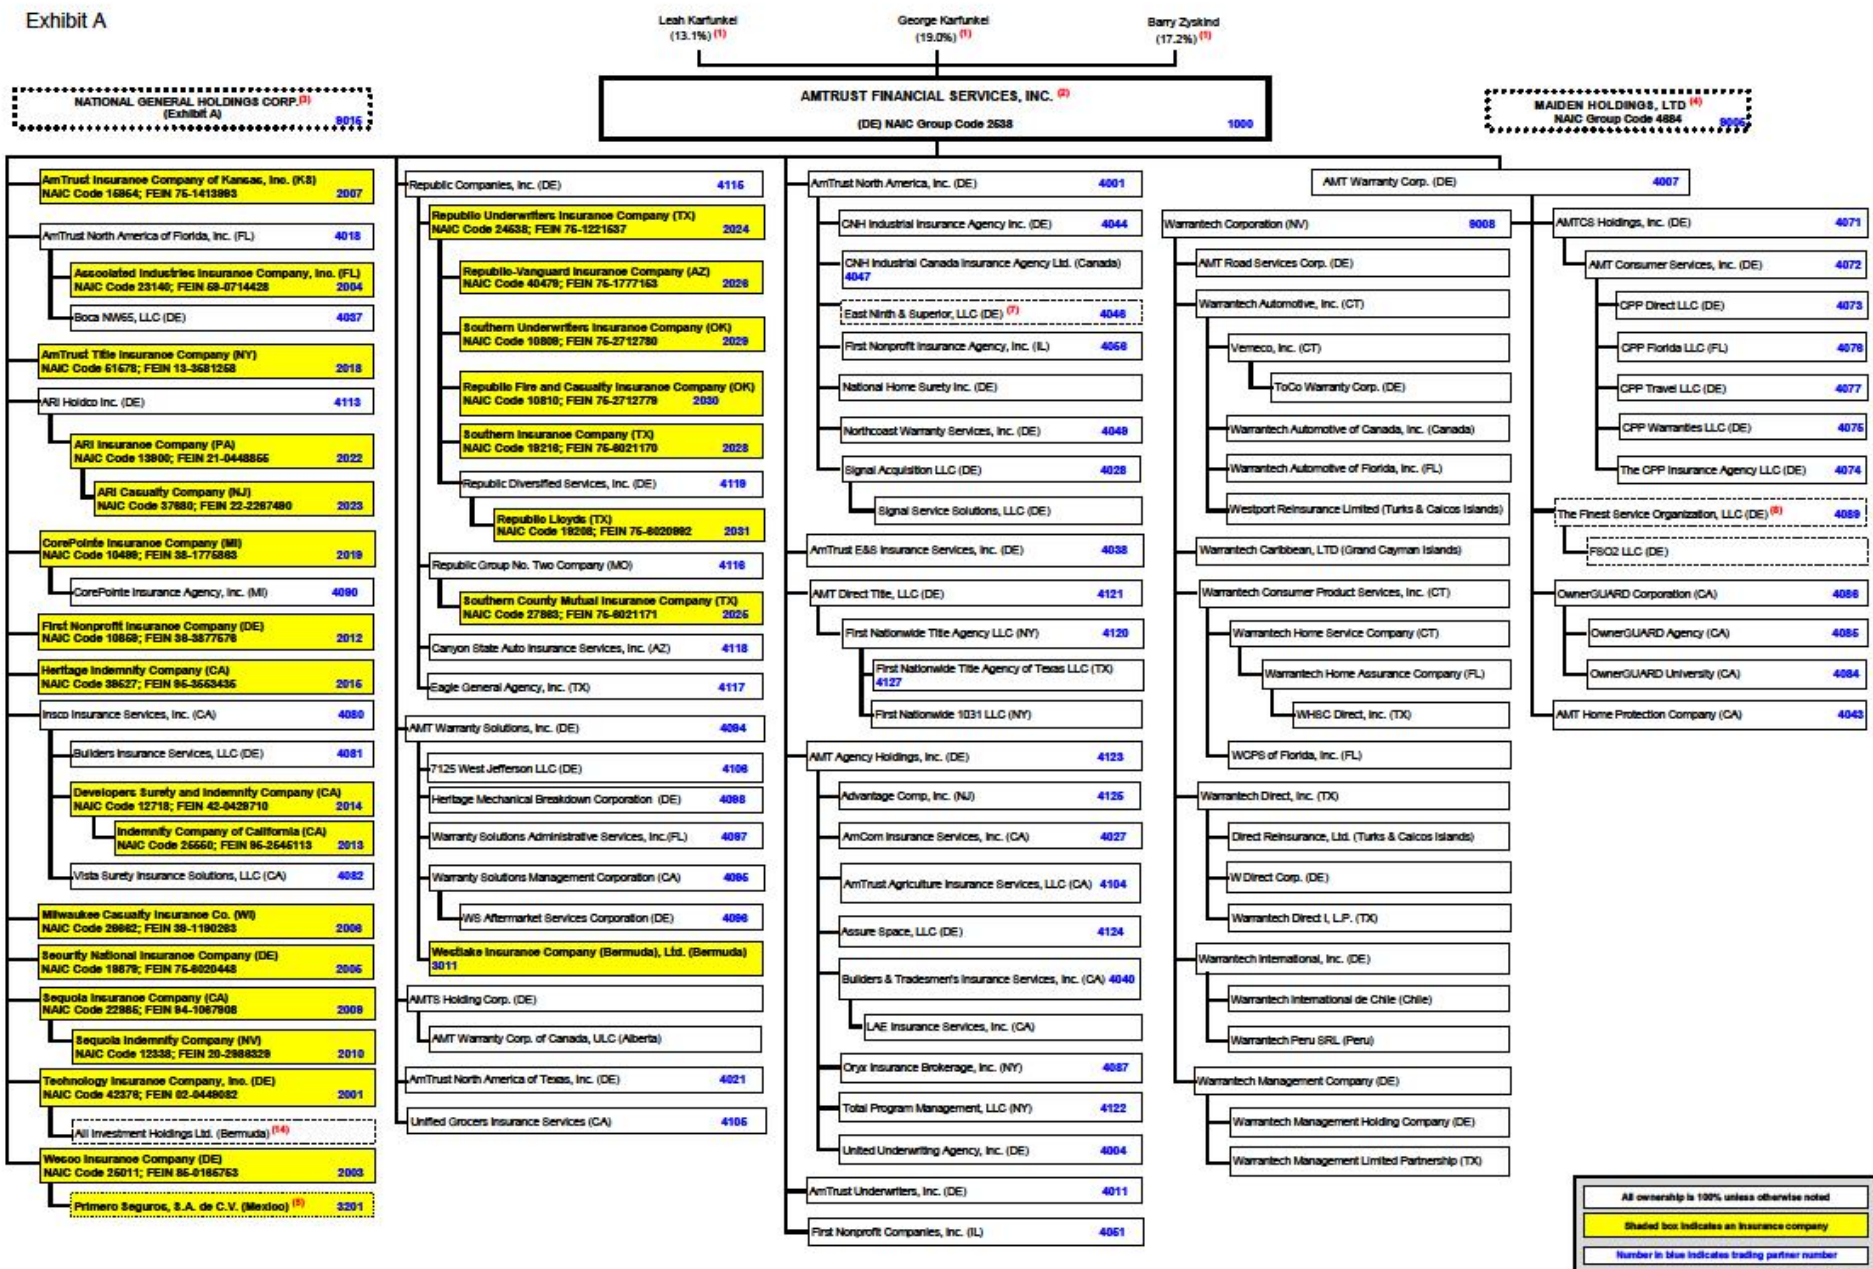 Exhibit A
Leah Karfunkel
(13.1%) (1)
George Karfunkel
(19.0%) (1)
Barry Zyskind
(17.2%) (1)
NATIONAL GENERAL HOLDINGS CORP. (3)
(Exhibit A)
9015
AMTRUST FINANCIAL SERVICES, INC. (2)
(DE) NAIC Group Code 2538 1000
MAIDEN HOLDINGS, LTD (4)
NAIC Group Code 4684 9005
AmTrust Insurance Company of Kansas, Inc. (KS)
NAIC Code 15954; FEIN 75-1413993 2007
AmTrust North America of Florida, Inc. (FL) 4018
Associated Industries Insurance Company, Inc. (FL)
NAIC Code 23140; FEIN 59-0714428 2004
Boca NW65, LLC (DE) 4037
AmTrust Title Insurance Company (NY)
NAIC Code 51578; FEIN 13-3581258 2018
ARI Holdco Inc. (DE) 4113
ARI Insurance Company (PA)
NAIC Code 13900; FEIN 21-0448855 2022
ARI Casualty Company (NJ)
NAIC Code 37680; FEIN 22-2267490 2023
CorePointe Insurance Company (MI)
NAIC Code 10499; FEIN 38-1775863 2019
CorePointe Insurance Agency, Inc. (MI) 4090
First Nonprofit Insurance Company (DE)
NAIC Code 10859; FEIN 36-3877576 2012
Heritage Indemnity Company (CA)
NAIC Code 39527; FEIN 95-3553435 2015
Insco Insurance Services, Inc. (CA) 4080
Builders Insurance Services, LLC (DE) 4081
Developers Surety and Indemnity Company (CA)
NAIC Code 12718; FEIN 42-0429710 2014
Indemnity Company of California (CA)
NAIC Code 25550; FEIN 95-2545113 2013
Vista Surety Insurance Solutions, LLC (CA) 4082
Milwaukee Casualty Insurance Co. (WI)
NAIC Code 26662; FEIN 39-1190263 2006
Security National Insurance Company (DE)
NAIC Code 19879; FEIN 75-6020448 2005
Sequoia Insurance Company (CA)
NAIC Code 22985; FEIN 94-1067908 2009
Sequoia Indemnity Company (NV)
NAIC Code 12338; FEIN 20-2986329 2010
Technology Insurance Company, Inc. (DE)
NAIC Code 42376; FEIN 02-0449082 2001
AII Investment Holdings Ltd. (Bermuda) (14)
Wesco Insurance Company (DE)
NAIC Code 25011; FEIN 85-0165753 2003
Primero Seguros, S.A. de C.V. (Mexico) (5) 3201
Republic Companies, Inc. (DE) 4115
Republic Underwriters Insurance Company (TX)
NAIC Code 24538; FEIN 75-1221537 2024
Republic-Vanguard Insurance Company (AZ)
NAIC Code 40479; FEIN 75-1777153 2026
Southern Underwriters Insurance Company (OK)
NAIC Code 10809; FEIN 75-2712780 2029
Republic Fire and Casualty Insurance Company (OK)
NAIC Code 10810; FEIN 75-2712779 2030
Southern Insurance Company (TX)
NAIC Code 19216; FEIN 75-6021170 2028
Republic Diversified Services, Inc. (DE) 4119
Republic Lloyds (TX)
NAIC Code 19208; FEIN 75-6020992 2031
Republic Group No. Two Company (MO) 4116
Southern County Mutual Insurance Company (TX)
NAIC Code 27863; FEIN 75-6021171 2025
Canyon State Auto Insurance Services, Inc. (AZ) 4118
Eagle General Agency, Inc. (TX) 4117
AMT Warranty Solutions, Inc. (DE) 4094
7125 West Jefferson LLC (DE) 4106
Heritage Mechanical Breakdown Corporation (DE) 4098
Warranty Solutions Administrative Services, Inc.(FL) 4097
Warranty Solutions Management Corporation (CA) 4095
WS Aftermarket Services Corporation (DE) 4096
Westlake Insurance Company (Bermuda), Ltd. (Bermuda)
3011
AMTS Holding Corp. (DE)
AMT Warranty Corp. of Canada, ULC (Alberta)
AmTrust North America of Texas, Inc. (DE) 4021
Unified Grocers Insurance Services (CA) 4105
AmTrust North America, Inc. (DE) 4001
CNH Industrial Insurance Agency Inc. (DE) 4044
CNH Industrial Canada Insurance Agency Ltd. (Canada)
4047
East Ninth & Superior, LLC (DE) (7) 4046
First Nonprofit Insurance Agency, Inc. (IL) 4056
National Home Surety Inc. (DE)
Northcoast Warranty Services, Inc. (DE) 4049
Signal Acquisition LLC (DE) 4028
Signal Service Solutions, LLC (DE)
AmTrust E&S Insurance Services, Inc. (DE) 4038
AMT Direct Title, LLC (DE) 4121
First Nationwide Title Agency LLC (NY) 4120
First Nationwide Title Agency of Texas LLC (TX)
4127
First Nationwide 1031 LLC (NY)
AMT Agency Holdings, Inc. (DE) 4123
Advantage Comp, Inc. (NJ) 4125
AmCom Insurance Services, Inc. (CA) 4027
AmTrust Agriculture Insurance Services, LLC (CA) 4104
Assure Space, LLC (DE) 4124
Builders & Tradesmen's Insurance Services, Inc. (CA) 4040
LAE Insurance Services, Inc. (CA)
Oryx Insurance Brokerage, Inc. (NY) 4087
Total Program Management, LLC (NY) 4122
United Underwriting Agency, Inc. (DE) 4004
AmTrust Underwriters, Inc. (DE) 4011
First Nonprofit Companies, Inc. (IL) 4051
AMT Warranty Corp. (DE) 4007
Warrantech Corporation (NV) 9008
AMT Road Services Corp. (DE)
Warrantech Automotive, Inc. (CT)
Vemeco, Inc. (CT)
ToCo Warranty Corp. (DE)
Warrantech Automotive of Canada, Inc. (Canada)
Warrantech Automotive of Florida, Inc. (FL)
Westport Reinsurance Limited (Turks & Caicos Islands)
Warrantech Caribbean, LTD (Grand Cayman Islands)
Warrantech Consumer Product Services, Inc. (CT)
Warrantech Home Service Company (CT)
Warrantech Home Assurance Company (FL)
WHSC Direct, Inc. (TX)
WCPS of Florida, Inc. (FL)
Warrantech Direct, Inc. (TX)
Direct Reinsurance, Ltd. (Turks & Caicos Islands)
W Direct Corp. (DE)
Warrantech Direct I, L.P. (TX)
Warrantech International, Inc. (DE)
Warrantech International de Chile (Chile)
Warrantech Peru SRL (Peru)
Warrantech Management Company (DE)
Warrantech Management Holding Company (DE)
Warrantech Management Limited Partnership (TX)
AMTCS Holdings, Inc. (DE) 4071
AMT Consumer Services, Inc. (DE) 4072
CPP Direct LLC (DE) 4073
CPP Florida LLC (FL) 4076
CPP Travel LLC (DE) 4077
CPP Warranties LLC (DE) 4075
The CPP Insurance Agency LLC (DE) 4074
The Finest Service Organization, LLC (DE) (8) 4089
FSO2 LLC (DE)
OwnerGUARD Corporation (CA) 4086
OwnerGUARD Agency (CA) 4085
OwnerGUARD University (CA) 4084
AMT Home Protection Company (CA) 4043
All ownership is 100% unless otherwise noted
Shaded box indicates an insurance company
Number in blue indicates trading partner number